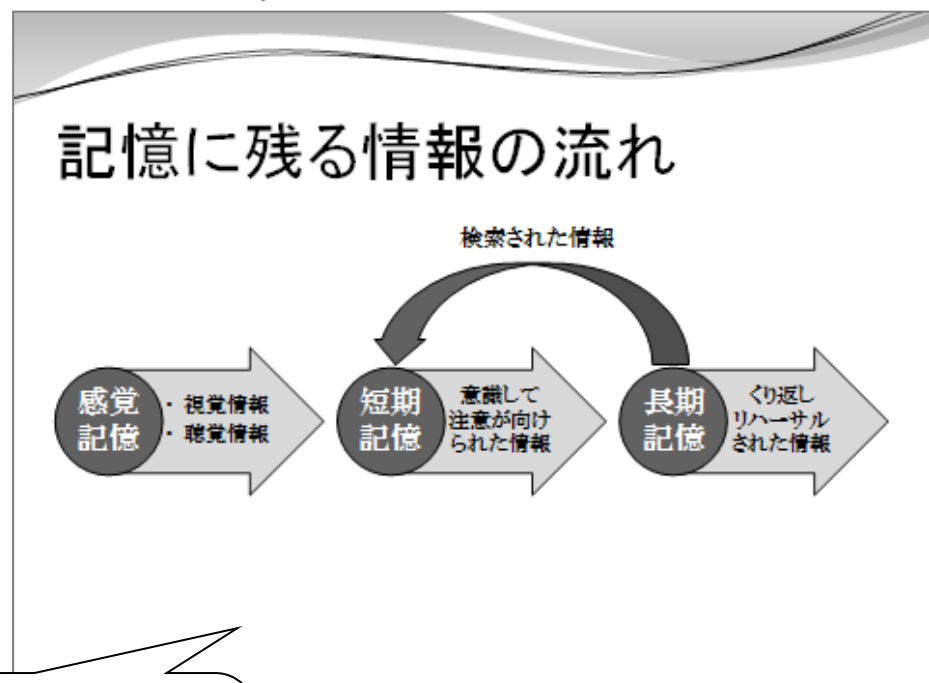 記憶に残る情報の流れ
検索された情報
感覚
記憶
・ 視覚情報
・ 聴覚情報
短期
記憶
意識して
注意が向け
られた情報
長期
記憶
くり返し
リハーサル
された情報